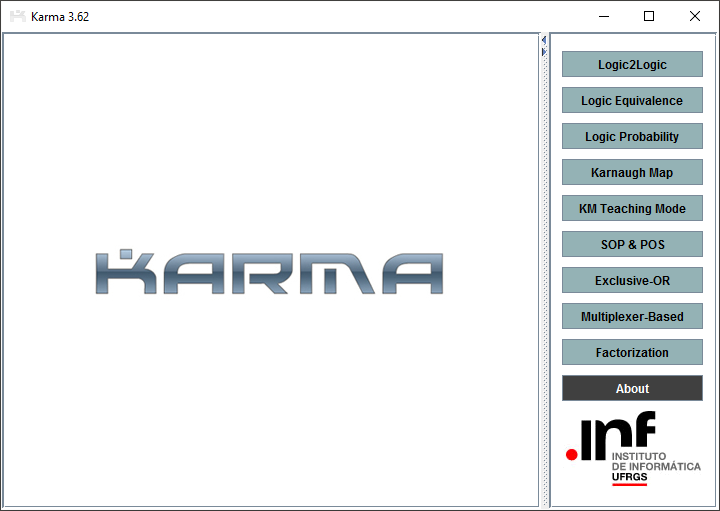 Karma 3.62
KARMA
Logic2Logic
Logic Equivalence
Logic Probability
Karnaugh Map
KM Teaching Mode
SOP & POS
Exclusive-OR
Multiplexer-Based
Factorization
About
.inf
INSTITUTO
DE INFORMÁTICA
UFRGS